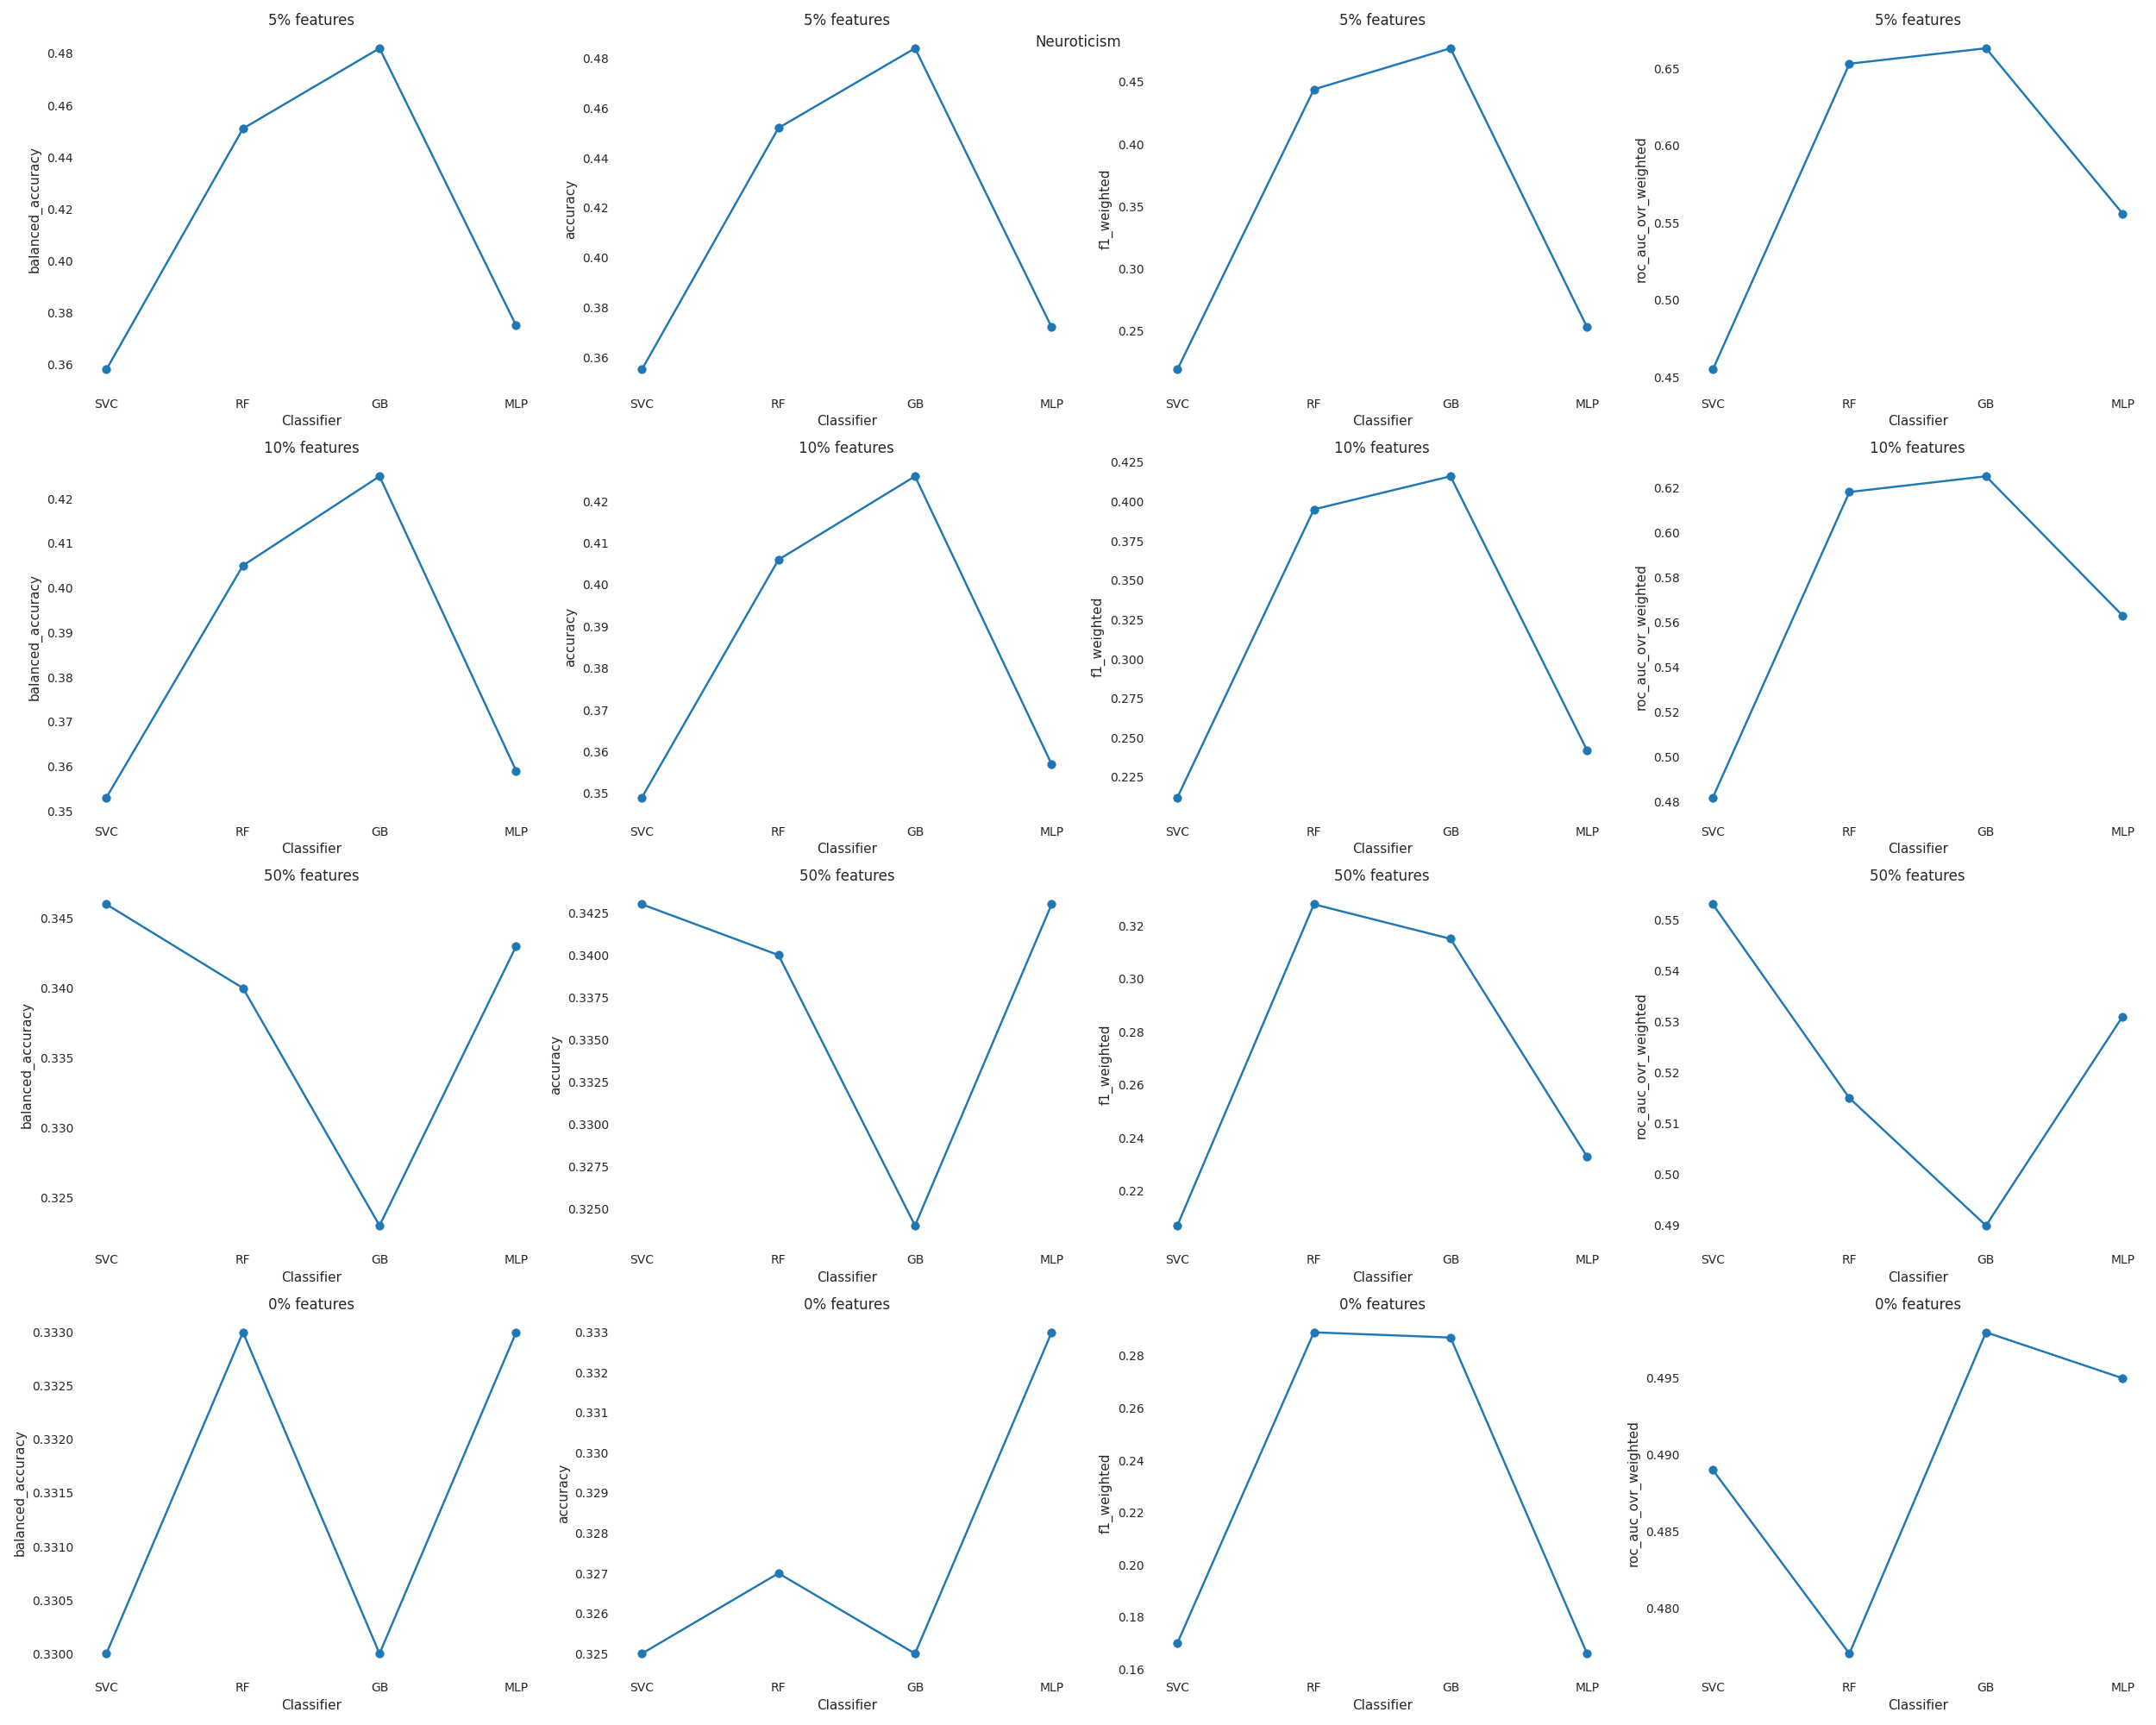 Neuroticism
5% features
balanced_accuracy
0.48
0.46
0.44
0.42
0.40
0.38
0.36
SVC RF GB MLP
Classifier
5% features
accuracy
0.48
0.46
0.44
0.42
0.40
0.38
0.36
SVC RF GB MLP
Classifier
5% features
f1_weighted
0.45
0.40
0.35
0.30
0.25
SVC RF GB MLP
Classifier
5% features
roc_auc_ovr_weighted
0.65
0.60
0.55
0.50
0.45
SVC RF GB MLP
Classifier
10% features
balanced_accuracy
0.42
0.41
0.40
0.39
0.38
0.37
0.36
0.35
SVC RF GB MLP
Classifier
10% features
accuracy
0.42
0.41
0.40
0.39
0.38
0.37
0.36
0.35
SVC RF GB MLP
Classifier
10% features
f1_weighted
0.425
0.400
0.375
0.350
0.325
0.300
0.275
0.250
0.225
SVC RF GB MLP
Classifier
10% features
roc_auc_ovr_weighted
0.62
0.60
0.58
0.56
0.54
0.52
0.50
0.48
SVC RF GB MLP
Classifier
50% features
balanced_accuracy
0.345
0.340
0.335
0.330
0.325
SVC RF GB MLP
Classifier
50% features
accuracy
0.3425
0.3400
0.3375
0.3350
0.3325
0.3300
0.3275
0.3250
SVC RF GB MLP
Classifier
50% features
f1_weighted
0.32
0.30
0.28
0.26
0.24
0.22
SVC RF GB MLP
Classifier
50% features
roc_auc_ovr_weighted
0.55
0.54
0.53
0.52
0.51
0.50
0.49
SVC RF GB MLP
Classifier
0% features
balanced_accuracy
0.3330
0.3325
0.3320
0.3315
0.3310
0.3305
0.3300
SVC RF GB MLP
Classifier
0% features
accuracy
0.333
0.332
0.331
0.330
0.329
0.328
0.327
0.326
0.325
SVC RF GB MLP
Classifier
0% features
f1_weighted
0.28
0.26
0.24
0.22
0.20
0.18
0.16
SVC RF GB MLP
Classifier
0% features
roc_auc_ovr_weighted
0.495
0.490
0.485
0.480
SVC RF GB MLP
Classifier